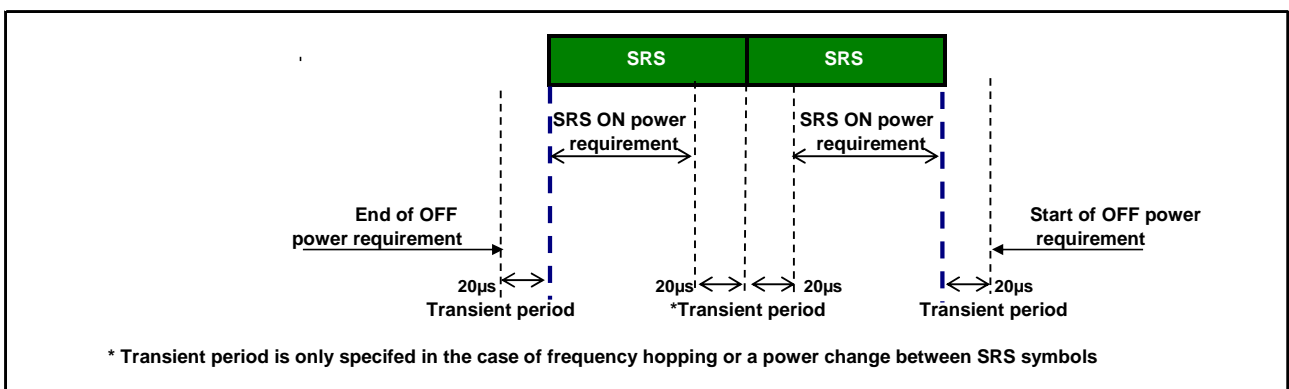 SRS SRS
SRS ON power requirement
SRS ON power requirement
End of OFF power requirement
Start of OFF power requirement
20µs 20µs 20µs 20µs
Transient period *Transient period Transient period
* Transient period is only specifed in the case of frequency hopping or a power change between SRS symbols